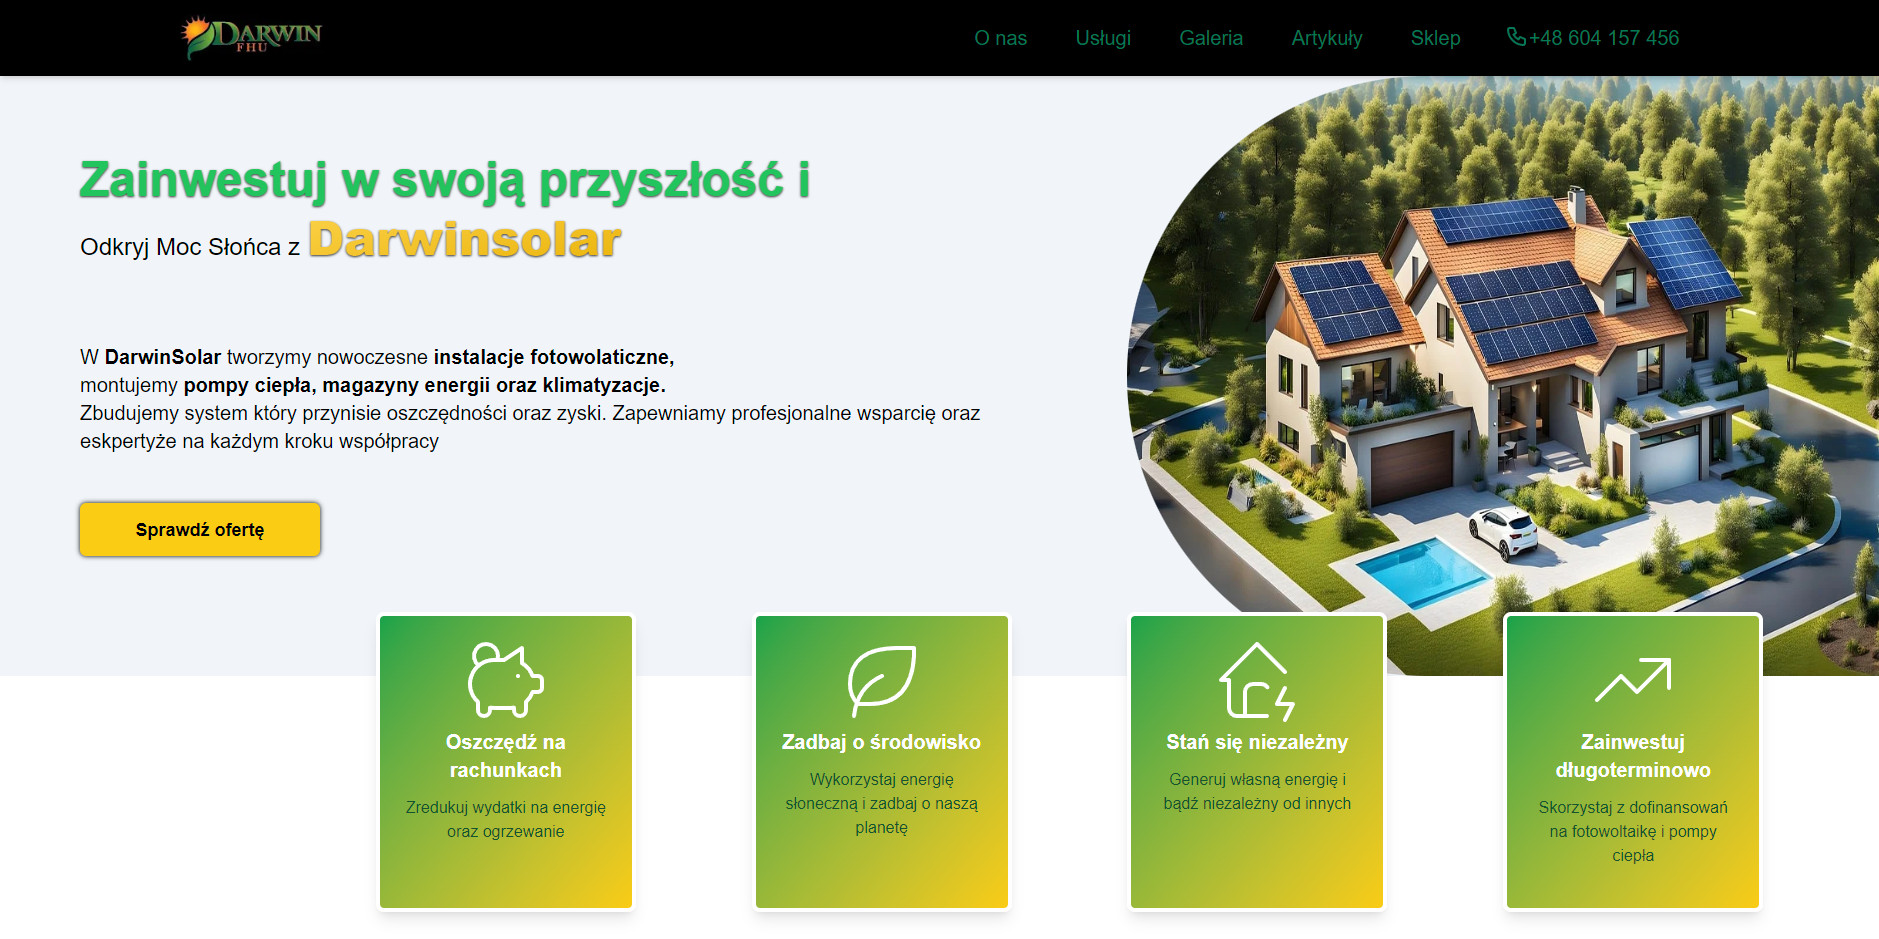 DARWIN
FHU
O nas
Usługi
Galeria
Artykuły
Sklep
+48 604 157 456
Zainwestuj w swoją przyszłość i
Odkryj Moc Słońca z Darwinsolar
W DarwinSolar tworzymy nowoczesne instalacje fotowolaticzne,
montujemy pompy ciepła, magazyny energii oraz klimatyzacje.
Zbudujemy system który przynisie oszczędności oraz zyski. Zapewniamy profesjonalne wsparcię oraz
eskpertyże na każdym kroku współpracy
Sprawdź ofertę
Oszczędź na
rachunkach
Zredukuj wydatki na energię
oraz ogrzewanie
Zadbaj o środowisko
Wykorzystaj energię
słoneczną i zadbaj o naszą
planetę
Stań się niezależny
Generuj własną energię i
bądź niezależny od innych
Zainwestuj
długoterminowo
Skorzystaj z dofinansowań
na fotowoltaikę i pompy
ciepła